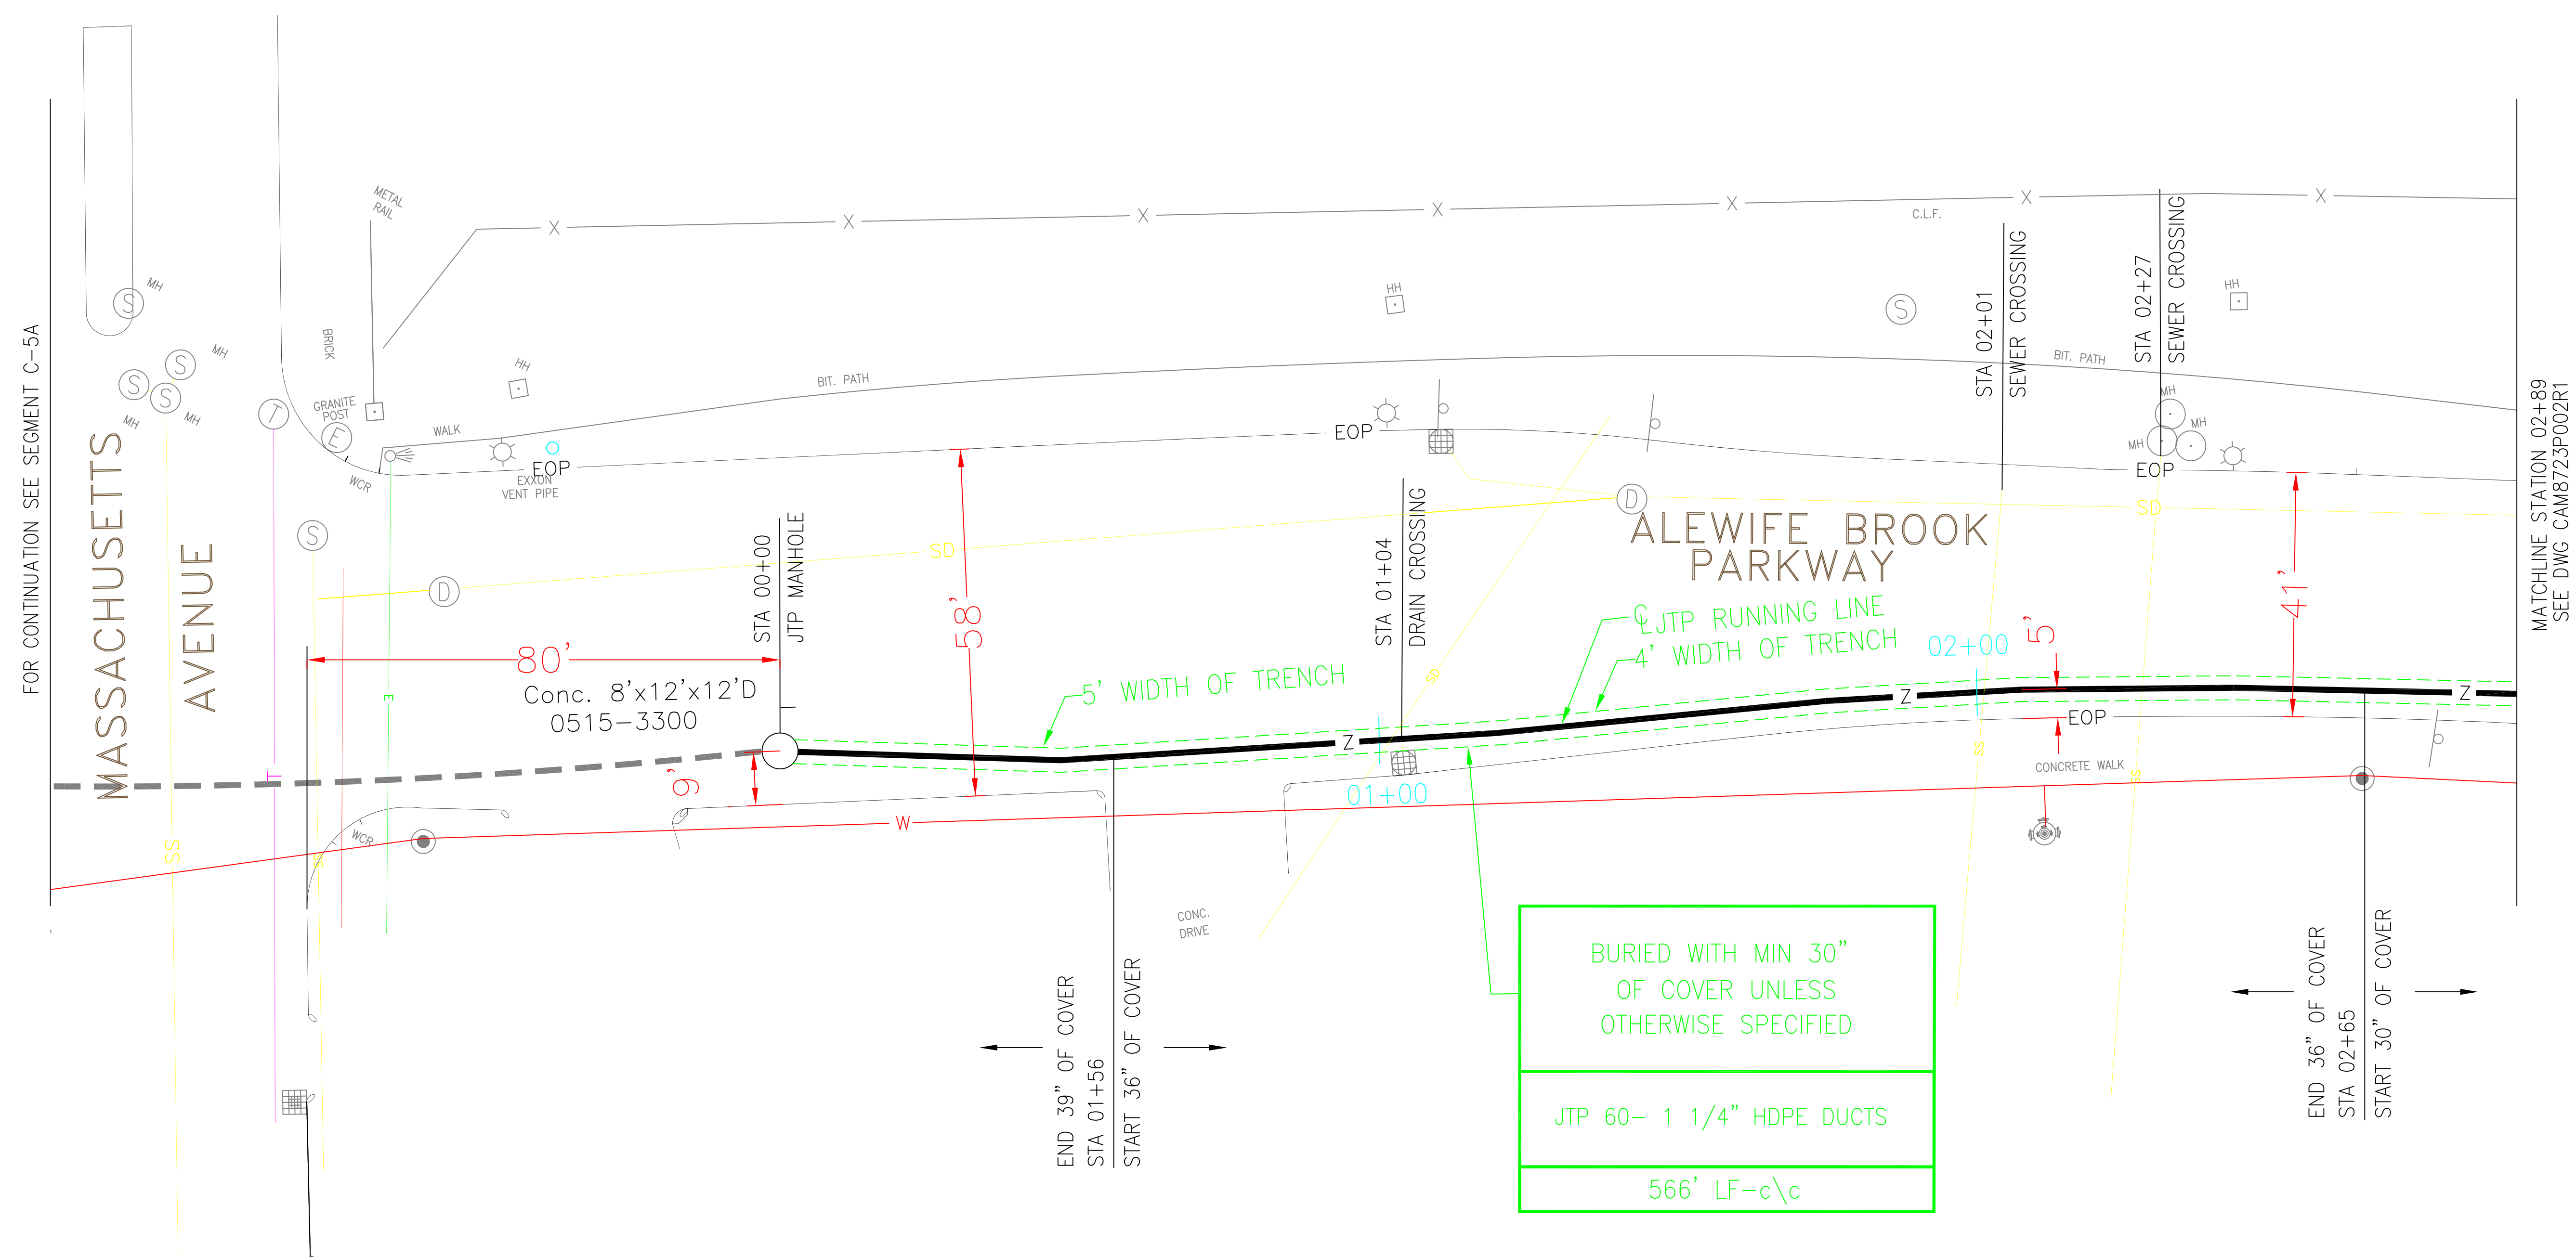 FOR CONTINUATION SEE SEGMENT C-5A
MASSACHUSETTS
AVENUE
METAL
RAIL
BRICK
GRANITE
POST
MH
MH
MH
MH
S
S
S
S
T
E
S
D
WCR
WALK
HH
EOP
EXXON
VENT PIPE
BIT. PATH
X
X
X
X
X
X
X
C.L.F.
HH
EOP
S
HH
BIT. PATH
MH
MH
MH
EOP
STA 02+01
SEWER CROSSING
STA 02+27
SEWER CROSSING
MATCHLINE STATION 02+89
SEE DWG CAM8723P002R1
SD
D
SD
SD
ALEWIFE BROOK
PARKWAY
STA 00+00
JTP MANHOLE
80'
Conc. 8'x12'x12'D
0515-3300
9'
58'
5' WIDTH OF TRENCH
STA 01+04
DRAIN CROSSING
℄JTP RUNNING LINE
4' WIDTH OF TRENCH
02+00
5'
41'
Z
Z
Z
01+00
EOP
SS
SS
CONCRETE WALK
E
T
SS
WCR
W
CONC.
DRIVE
END 39" OF COVER
STA 01+56
START 36" OF COVER
BURIED WITH MIN 30"
OF COVER UNLESS
OTHERWISE SPECIFIED
JTP 60- 1 1/4" HDPE DUCTS
566' LF-c\c
END 36" OF COVER
STA 02+65
START 30" OF COVER